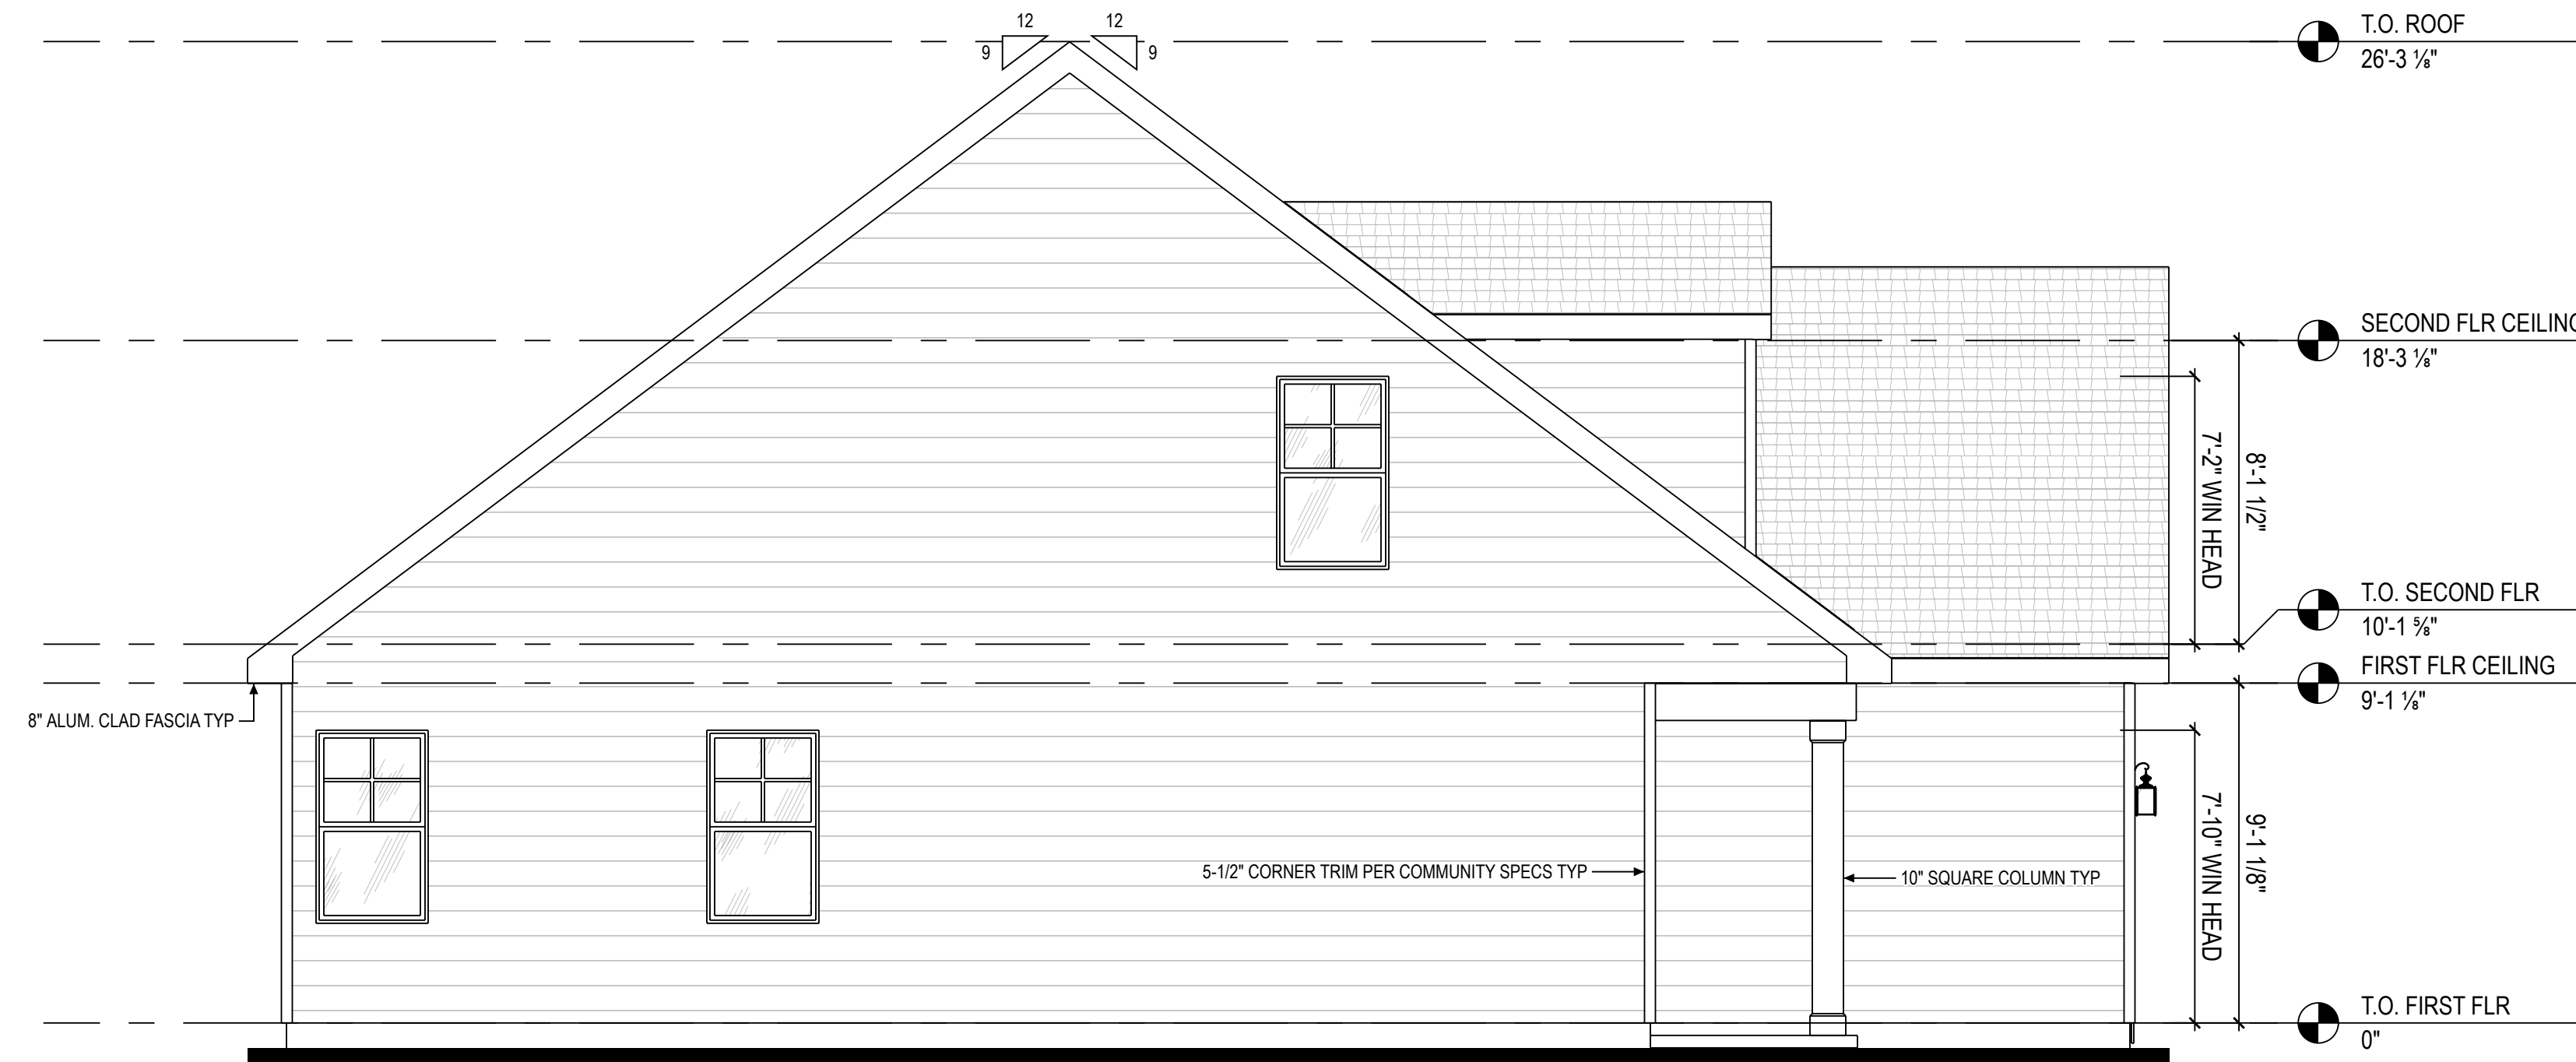 12 12
9 9
T.O. ROOF
26'-3 ⅛"
SECOND FLR CEILING
18'-3 ⅛"
7'-2" WIN HEAD
8'-1 1/2"
T.O. SECOND FLR
10'-1 ⅝"
FIRST FLR CEILING
9'-1 ⅛"
8" ALUM. CLAD FASCIA TYP
5-1/2" CORNER TRIM PER COMMUNITY SPECS TYP
10" SQUARE COLUMN TYP
7'-10" WIN HEAD
9'-1 1/8"
T.O. FIRST FLR
0"